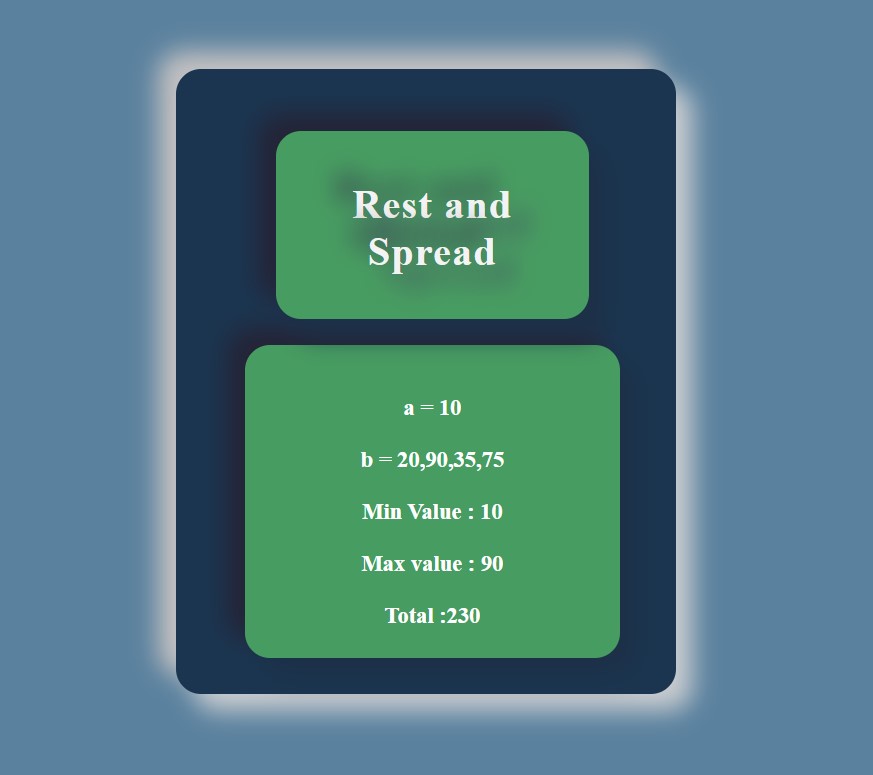 Rest and
Spread
a = 10
b = 20,90,35,75
Min Value : 10
Max value : 90
Total :230